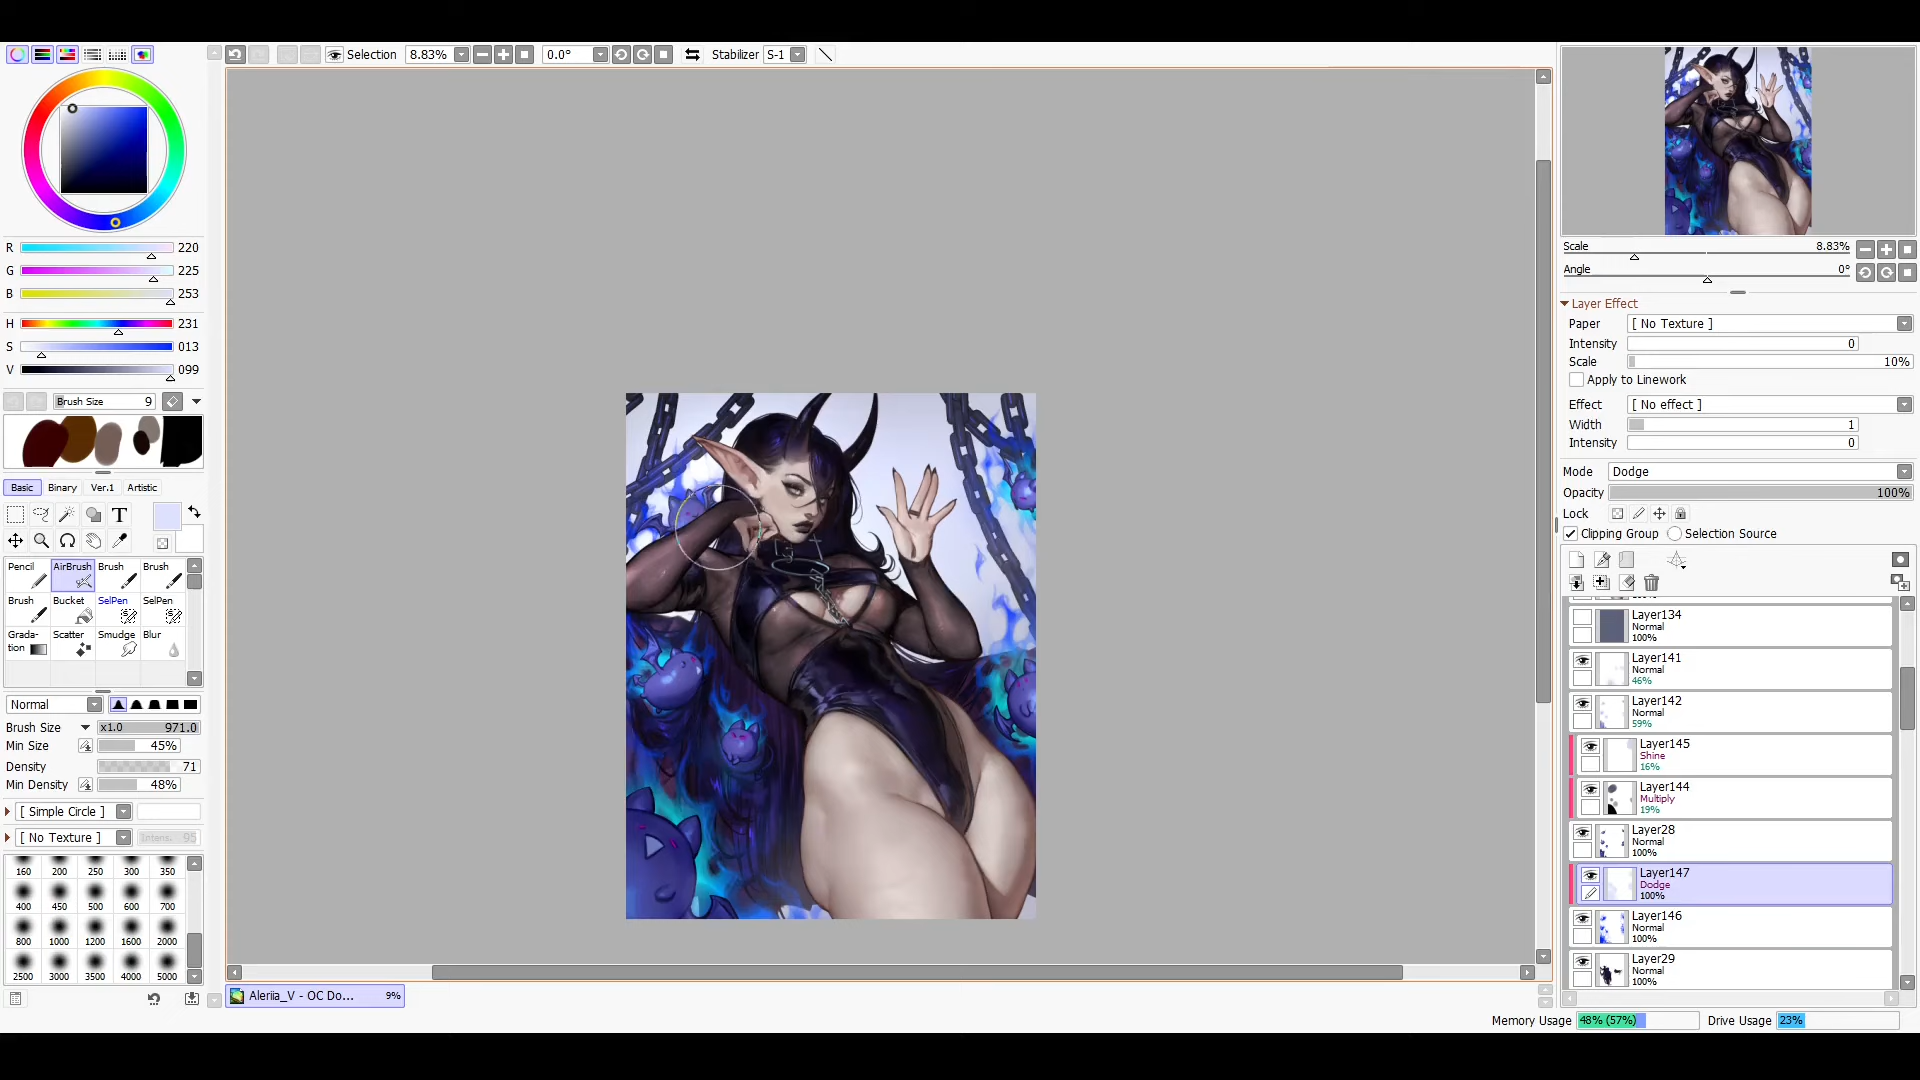 Selection 8.83% 0.0° Stabilizer S-1
R 220
G 225
B 253
H 231
S 013
V 099
Brush Size 9
Basic Binary Ver.1 Artistic
T
Pencil AirBrush Brush Brush
Brush Bucket SelPen SelPen
Grada-
tion Scatter Smudge Blur
Normal
Brush Size x1.0 971.0
Min Size 45%
Density 71
Min Density 48%
[ Simple Circle ]
[ No Texture ] Intens. 95
160 200 250 300 350
400 450 500 600 700
800 1000 1200 1600 2000
2500 3000 3500 4000 5000
Aleriia_V - OC Do... 9%
Scale 8.83%
Angle 0°
Layer Effect
Paper [ No Texture ]
Intensity 0
Scale 10%
Apply to Linework
Effect [ No effect ]
Width 1
Intensity 0
Mode Dodge
Opacity 100%
Lock
Clipping Group Selection Source
Layer134
Normal
100%
Layer141
Normal
46%
Layer142
Normal
59%
Layer145
Shine
16%
Layer144
Multiply
19%
Layer28
Normal
100%
Layer147
Dodge
100%
Layer146
Normal
100%
Layer29
Normal
100%
Memory Usage 48% (57%) Drive Usage 23%